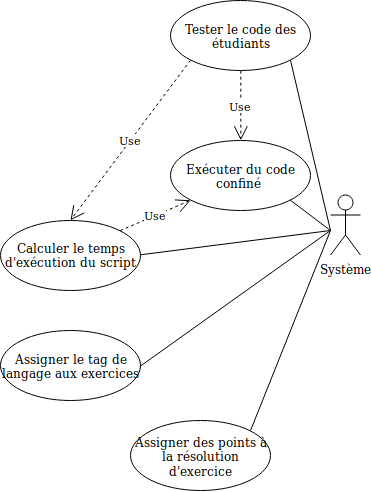 Tester le code des
étudiants
Use
Use
Exécuter du code
confiné
Use
Système
Calculer le temps
d'exécution du script
Assigner le tag de
langage aux exercices
Assigner des points à
la résolution
d'exercice